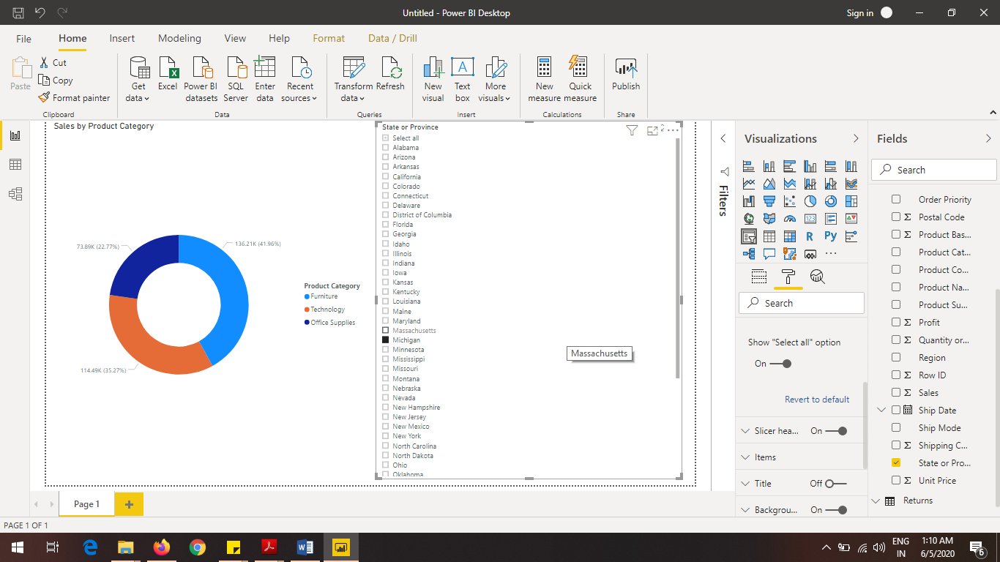 Untitled - Power BI Desktop
Sign in
File
Home
Insert
Modeling
View
Help
Format
Data / Drill
Paste
Cut
Copy
Format painter
Clipboard
Get data
Excel
Power BI datasets
SQL Server
Enter data
Recent sources
Data
Transform data
Refresh
Queries
New visual
Text box
More visuals
Insert
New measure
Quick measure
Calculations
Publish
Share
Sales by Product Category
73.89K (22.77%)
136.21K (41.96%)
114.49K (35.27%)
Product Category
Furniture
Technology
Office Supplies
State or Province
Select all
Alabama
Arizona
Arkansas
California
Colorado
Connecticut
Delaware
District of Columbia
Florida
Georgia
Idaho
Illinois
Indiana
Iowa
Kansas
Kentucky
Louisiana
Maine
Maryland
Massachusetts
Michigan
Minnesota
Mississippi
Missouri
Montana
Nebraska
Nevada
New Hampshire
New Jersey
New Mexico
New York
North Carolina
North Dakota
Ohio
Oklahoma
Massachusetts
Filters
Visualizations
123
R
Py
Search
Show "Select all" option
On
Revert to default
Slicer hea... On
Items
Title Off
Backgrou... On
Fields
Search
Order Priority
Σ Postal Code
Σ Product Bas...
Product Cat...
Product Co...
Product Na...
Product Su...
Σ Profit
Σ Quantity or...
Region
Σ Row ID
Σ Sales
Ship Date
Ship Mode
Σ Shipping C...
State or Pro...
Σ Unit Price
Returns
Page 1
PAGE 1 OF 1
ENG
IN
1:10 AM
6/5/2020
6